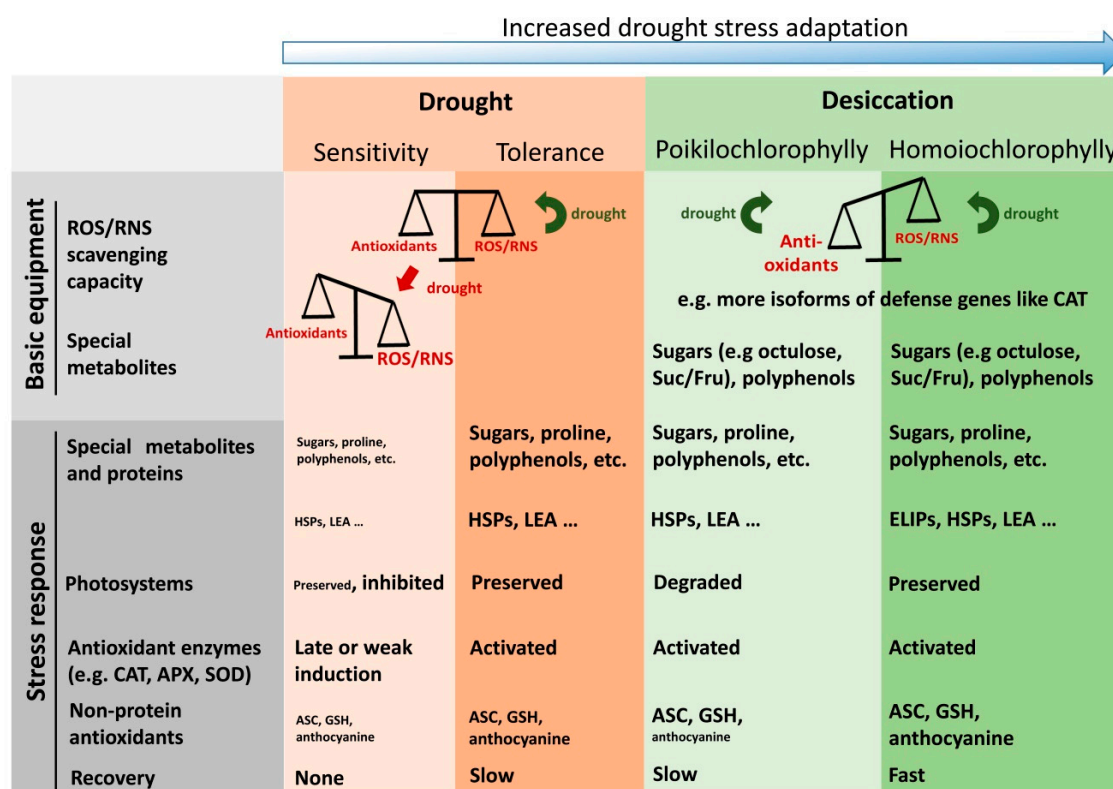 Increased drought stress adaptation
Drought
Desiccation
Sensitivity
Tolerance
Poikilochlorophylly
Homoiochlorophylly
Basic equipment
ROS/RNS
scavenging
capacity
Antioxidants
ROS/RNS
drought
drought
Antioxidants
ROS/RNS
drought
Anti-
oxidants
ROS/RNS
drought
e.g. more isoforms of defense genes like CAT
Special
metabolites
Sugars (e.g octulose,
Suc/Fru), polyphenols
Sugars (e.g octulose,
Suc/Fru), polyphenols
Stress response
Special metabolites
and proteins
Sugars, proline,
polyphenols, etc.
Sugars, proline,
polyphenols, etc.
Sugars, proline,
polyphenols, etc.
Sugars, proline,
polyphenols, etc.
HSPs, LEA ...
HSPs, LEA ...
HSPs, LEA ...
ELIPs, HSPs, LEA ...
Photosystems
Preserved, inhibited
Preserved
Degraded
Preserved
Antioxidant enzymes
(e.g. CAT, APX, SOD)
Late or weak
induction
Activated
Activated
Activated
Non-protein
antioxidants
ASC, GSH,
anthocyanine
ASC, GSH,
anthocyanine
ASC, GSH,
anthocyanine
ASC, GSH,
anthocyanine
Recovery
None
Slow
Slow
Fast